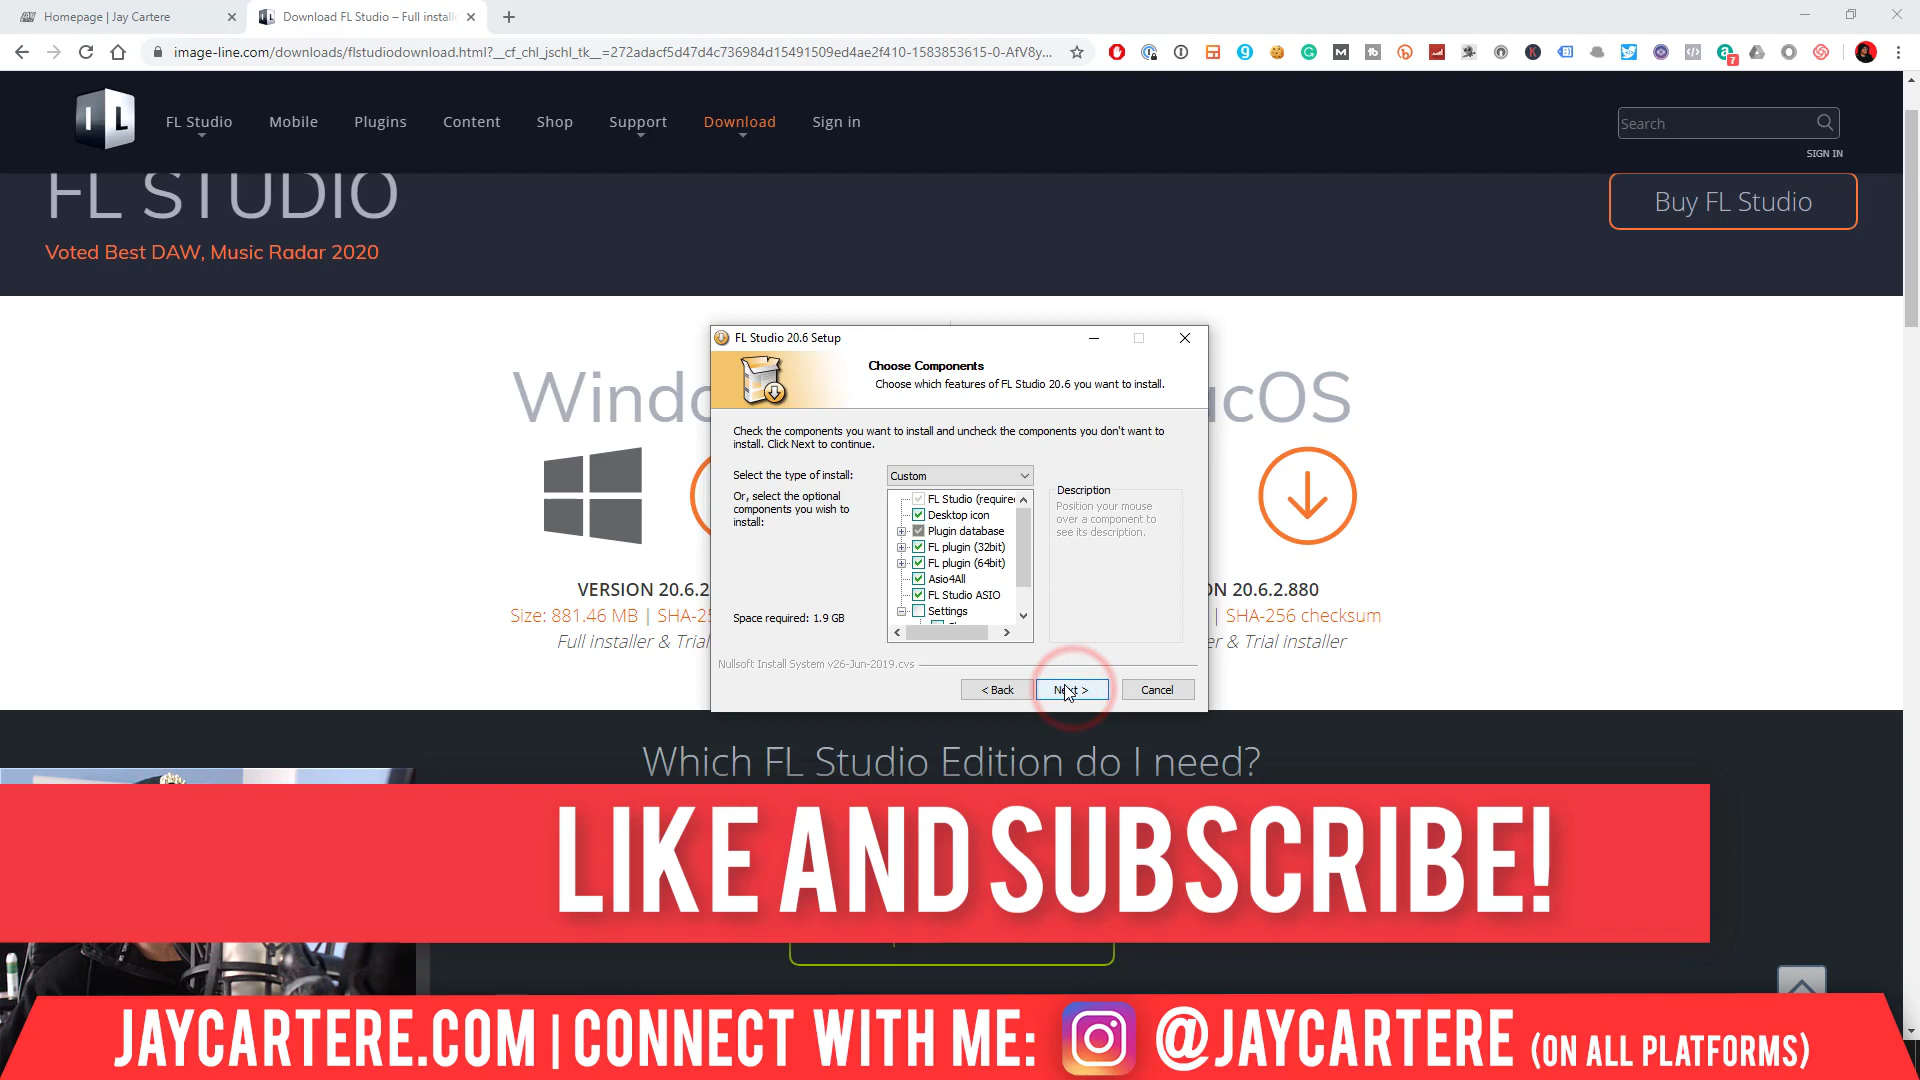 Homepage | Jay Cartere
Download FL Studio – Full installe
image-line.com/downloads/flstudiodownload.html?__cf_chl_jschl_tk__=272adacf5d47d4c736984d15491509ed4ae2f410-1583853615-0-AfV8y...
7
IL
FL Studio
Mobile
Plugins
Content
Shop
Support
Download
Sign in
Search
SIGN IN
FL STUDIO
Voted Best DAW, Music Radar 2020
Buy FL Studio
FL Studio 20.6 Setup
Choose Components
Choose which features of FL Studio 20.6 you want to install.
Check the components you want to install and uncheck the components you don't want to
install. Click Next to continue.
Select the type of install:
Custom
Or, select the optional
components you wish to
install:
FL Studio (require
Desktop icon
Plugin database
FL plugin (32bit)
FL plugin (64bit)
Asio4All
FL Studio ASIO
Settings
Description
Position your mouse
over a component to
see its description.
Space required: 1.9 GB
Nullsoft Install System v26-Jun-2019.cvs
< Back
Next >
Cancel
Windo
cOS
VERSION 20.6.2
Size: 881.46 MB | SHA-25
Full installer & Trial
N 20.6.2.880
| SHA-256 checksum
r & Trial installer
Which FL Studio Edition do I need?
LIKE AND SUBSCRIBE!
JAYCARTERE.COM | CONNECT WITH ME: @JAYCARTERE (ON ALL PLATFORMS)